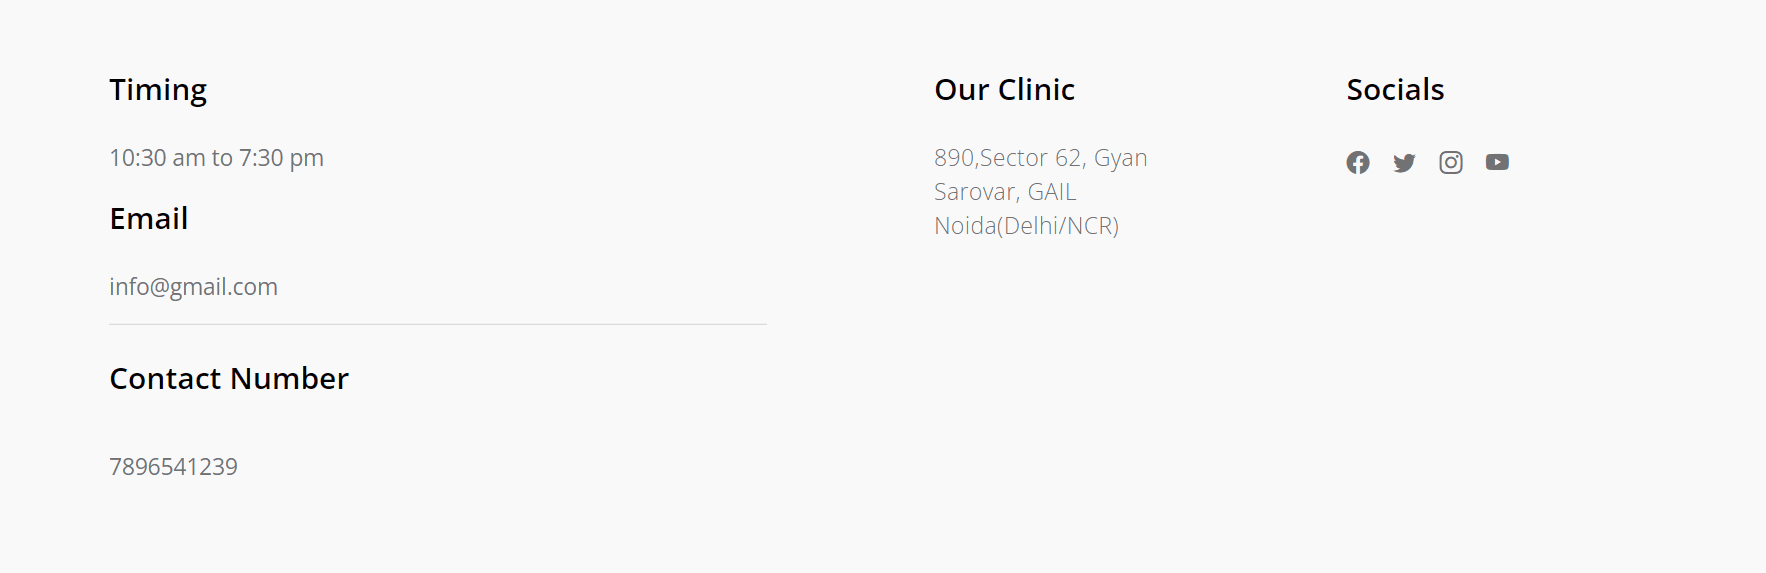 Timing
10:30 am to 7:30 pm
Email
info@gmail.com
Contact Number
7896541239
Our Clinic
890,Sector 62, Gyan
Sarovar, GAIL
Noida(Delhi/NCR)
Socials